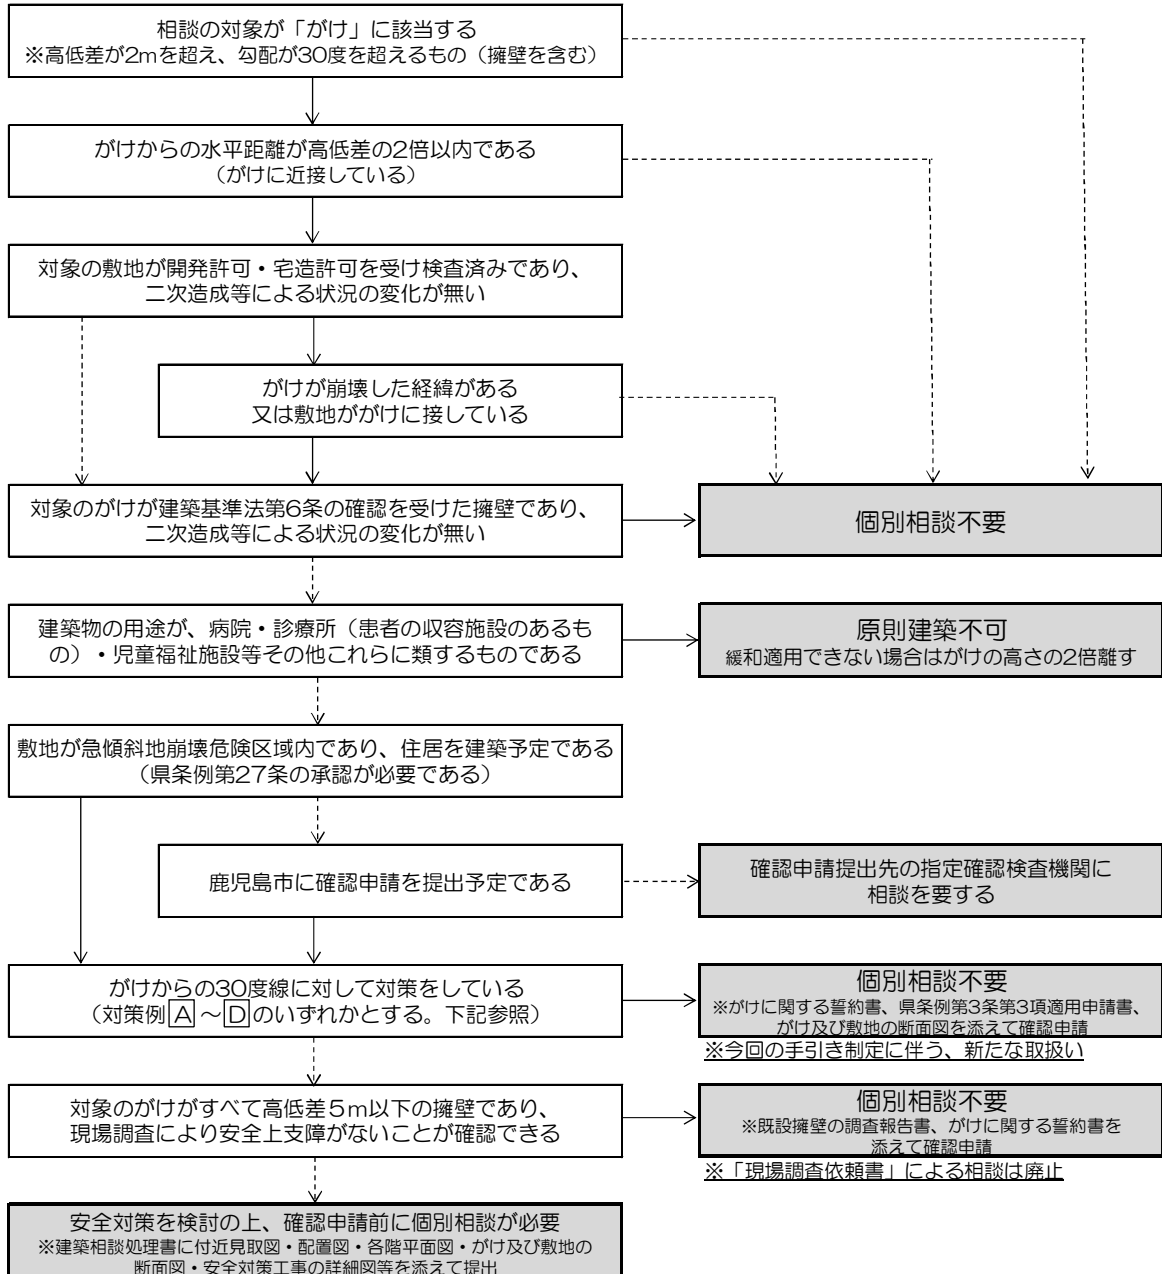 相談の対象が「がけ」に該当する
※高低差が2mを超え、勾配が30度を超えるもの（擁壁を含む）
がけからの水平距離が高低差の2倍以内である
（がけに近接している）
対象の敷地が開発許可・宅造許可を受け検査済みであり、
二次造成等による状況の変化が無い
がけが崩壊した経緯がある
又は敷地ががけに接している
対象のがけが建築基準法第6条の確認を受けた擁壁であり、
二次造成等による状況の変化が無い
個別相談不要
建築物の用途が、病院・診療所（患者の収容施設のあるも
の）・児童福祉施設等その他これらに類するものである
原則建築不可
緩和適用できない場合はがけの高さの2倍離す
敷地が急傾斜地崩壊危険区域内であり、住居を建築予定である
（県条例第27条の承認が必要である）
鹿児島市に確認申請を提出予定である
確認申請提出先の指定確認検査機関に
相談を要する
がけからの30度線に対して対策をしている
（対策例A～Dのいずれかとする。下記参照）
個別相談不要
※がけに関する誓約書、県条例第3条第3項適用申請書、
がけ及び敷地の断面図を添えて確認申請
※今回の手引き制定に伴う、新たな取扱い
対象のがけがすべて高低差5m以下の擁壁であり、
現場調査により安全上支障がないことが確認できる
個別相談不要
※既設擁壁の調査報告書、がけに関する誓約書を
添えて確認申請
※「現場調査依頼書」による相談は廃止
安全対策を検討の上、確認申請前に個別相談が必要
※建築相談処理書に付近見取図・配置図・各階平面図・がけ及び敷地の
断面図・安全対策工事の詳細図等を添えて提出